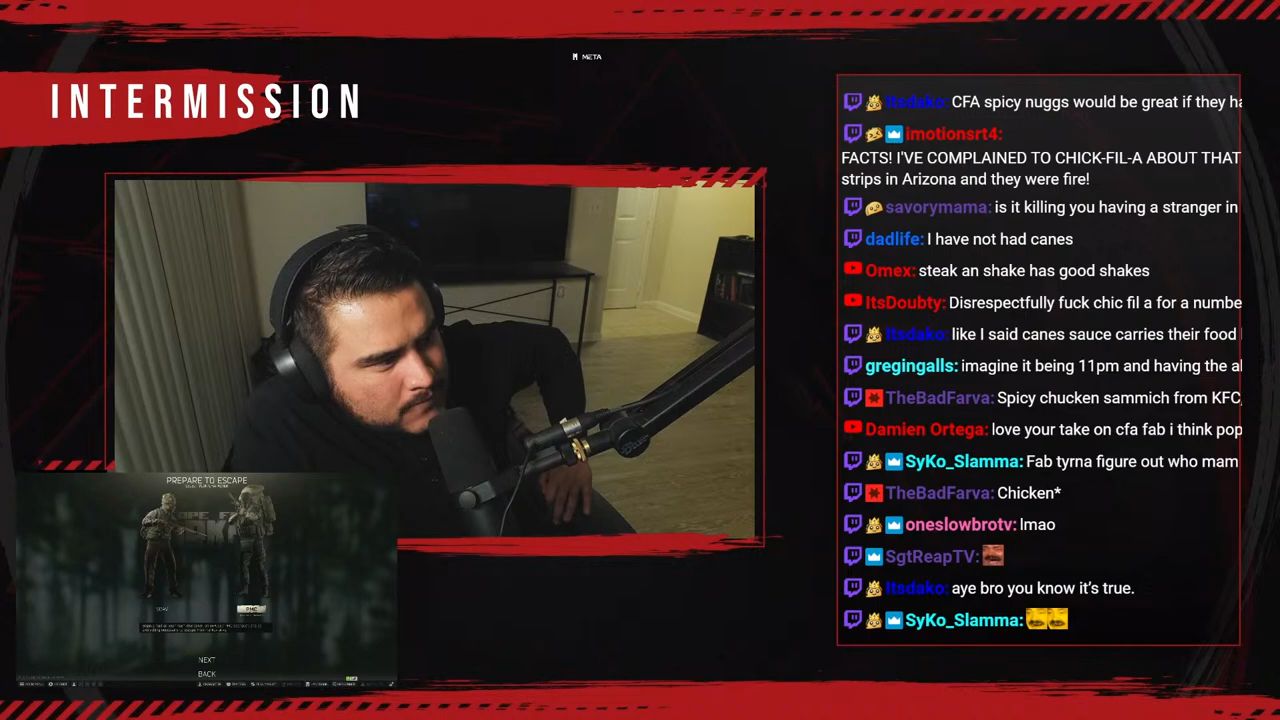 META
INTERMISSION
Itsdako: CFA spicy nuggs would be great if they ha
imotionsrt4:
FACTS! I'VE COMPLAINED TO CHICK-FIL-A ABOUT THAT
strips in Arizona and they were fire!
savorymama: is it killing you having a stranger in
dadlife: I have not had canes
Omex: steak an shake has good shakes
ItsDoubty: Disrespectfully fuck chic fil a for a numbe
Itsdako: like I said canes sauce carries their food
gregingalls: imagine it being 11pm and having the al
TheBadFarva: Spicy chucken sammich from KFC,
Damien Ortega: love your take on cfa fab i think pop
SyKo_Slamma: Fab tyrna figure out who mam
TheBadFarva: Chicken*
oneslowbrotv: lmao
SgtReapTV:
Itsdako: aye bro you know it's true.
SyKo_Slamma:
PREPARE TO ESCAPE
PMC
NEXT
BACK